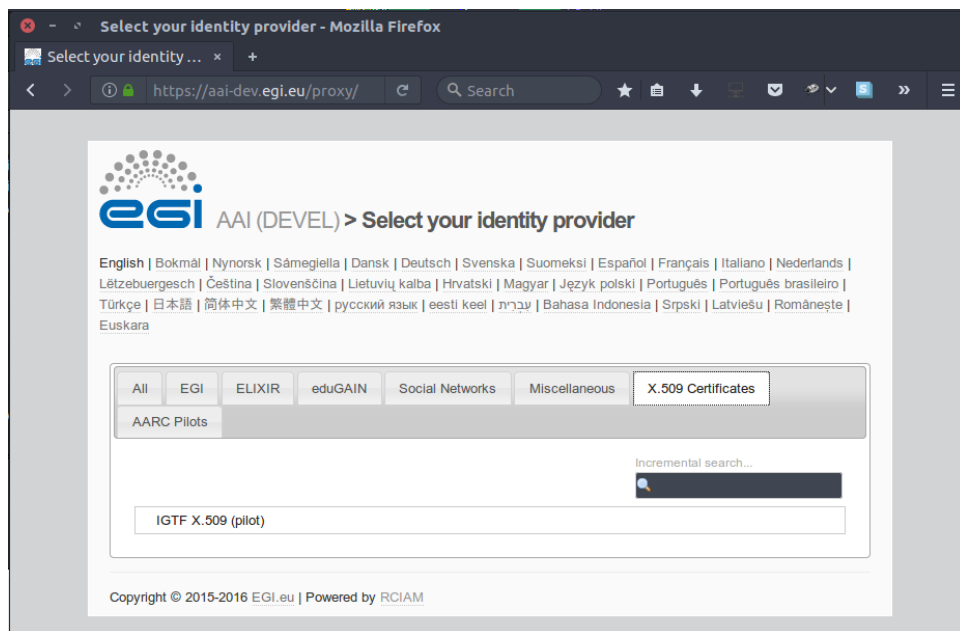 Select your identity provider - Mozilla Firefox
Select your identity ... × +
https://aai-dev.egi.eu/proxy/ Search
egi AAI (DEVEL) > Select your identity provider
English | Bokmål | Nynorsk | Sámegiella | Dansk | Deutsch | Svenska | Suomeksi | Español | Français | Italiano | Nederlands |
Lëtzebuergesch | Čeština | Slovenščina | Lietuvių kalba | Hrvatski | Magyar | Język polski | Português | Português brasileiro |
Türkçe | 日本語 | 简体中文 | 繁體中文 | русский язык | eesti keel | עִבְרִית | Bahasa Indonesia | Srpski | Latviešu | Românește |
Euskara
All EGI ELIXIR eduGAIN Social Networks Miscellaneous X.509 Certificates
AARC Pilots
Incremental search...
IGTF X.509 (pilot)
Copyright © 2015-2016 EGI.eu | Powered by RCIAM